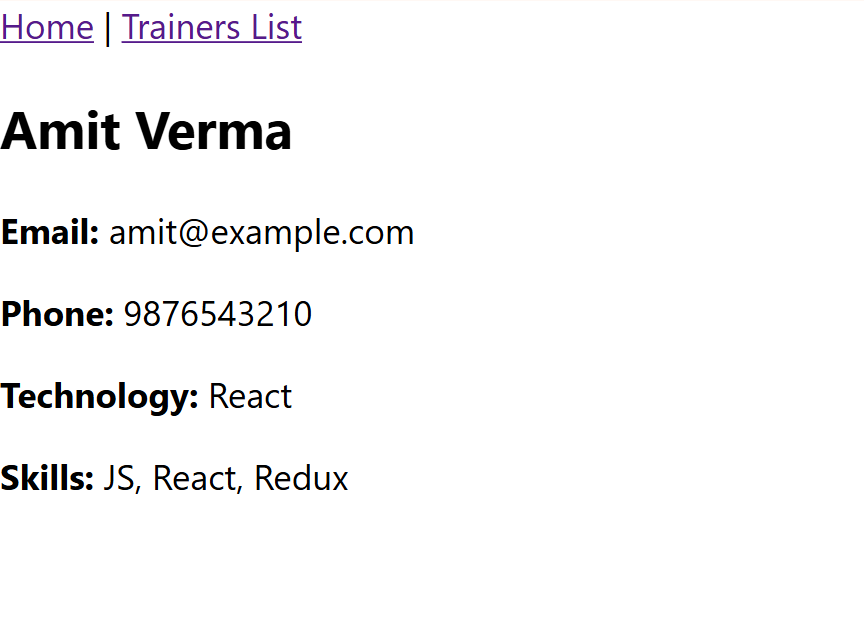 Home | Trainers List
Amit Verma
Email: amit@example.com
Phone: 9876543210
Technology: React
Skills: JS, React, Redux